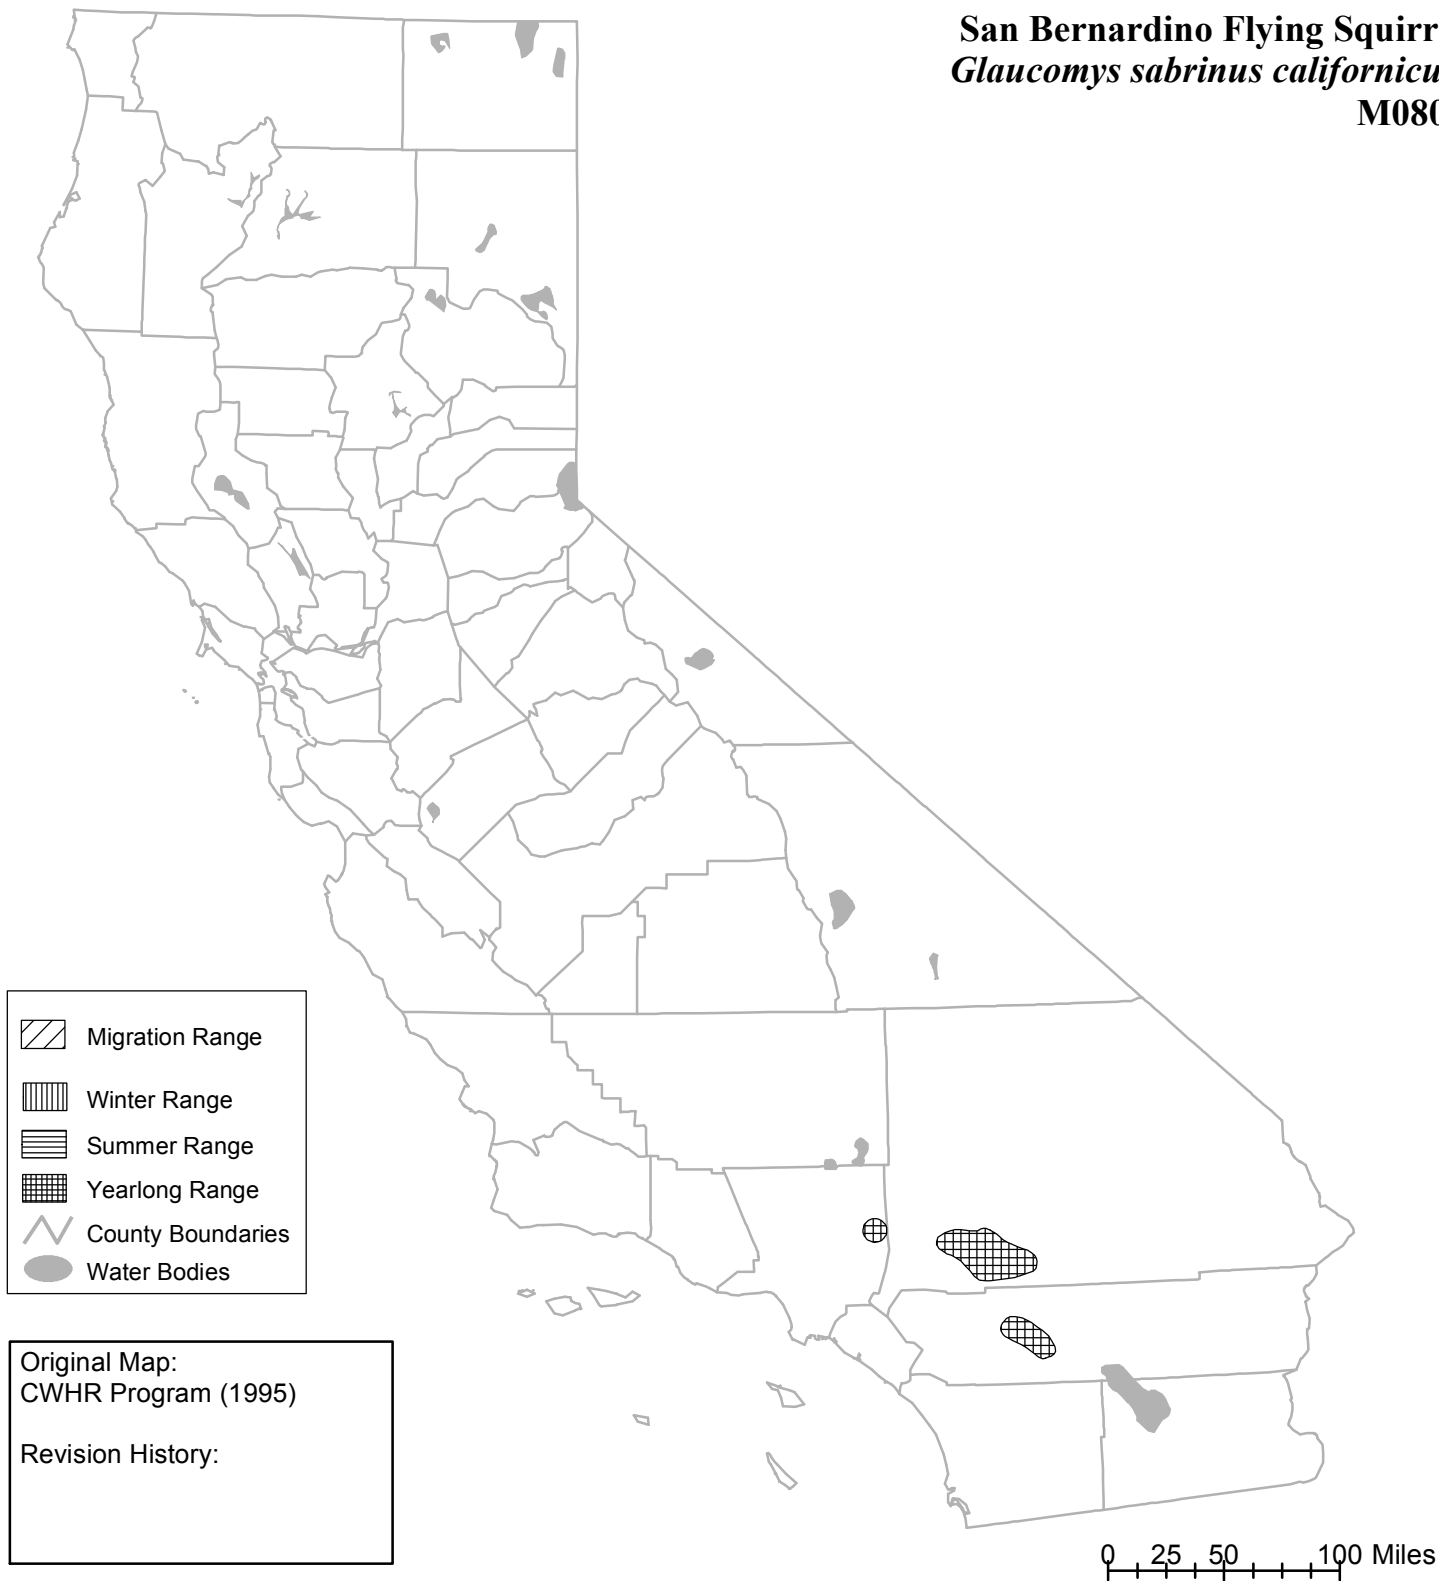 San Bernardino Flying Squirr
Glaucomys sabrinus californicu
M080
Migration Range
Winter Range
Summer Range
Yearlong Range
County Boundaries
Water Bodies
Original Map:
CWHR Program (1995)
Revision History:
0 25 50 100 Miles